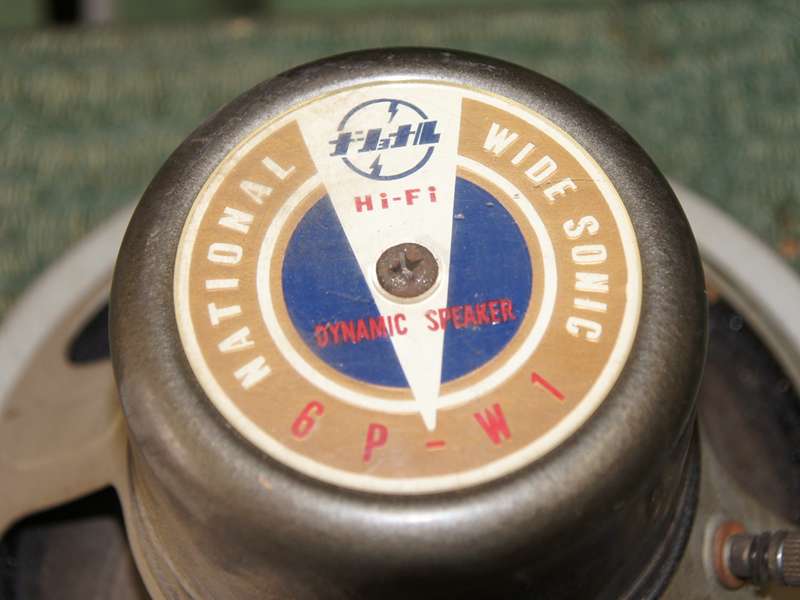 ナショナル
Hi-Fi
NATIONAL WIDE SONIC
DYNAMIC SPEAKER
6P-W1